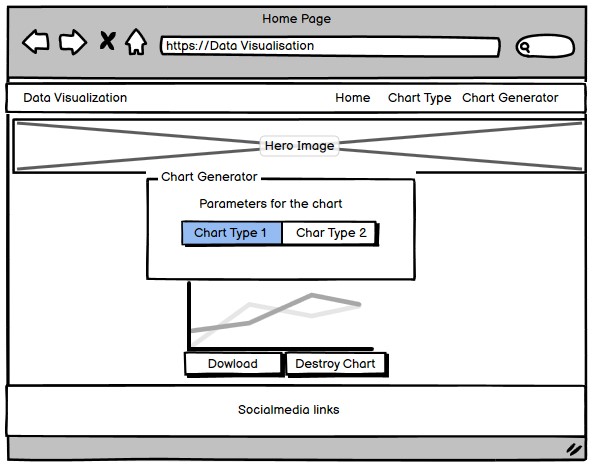 Home Page
https://Data Visualisation
Data Visualization Home Chart Type Chart Generator
Hero Image
Chart Generator
Parameters for the chart
Chart Type 1 Char Type 2
Dowload Destroy Chart
Socialmedia links